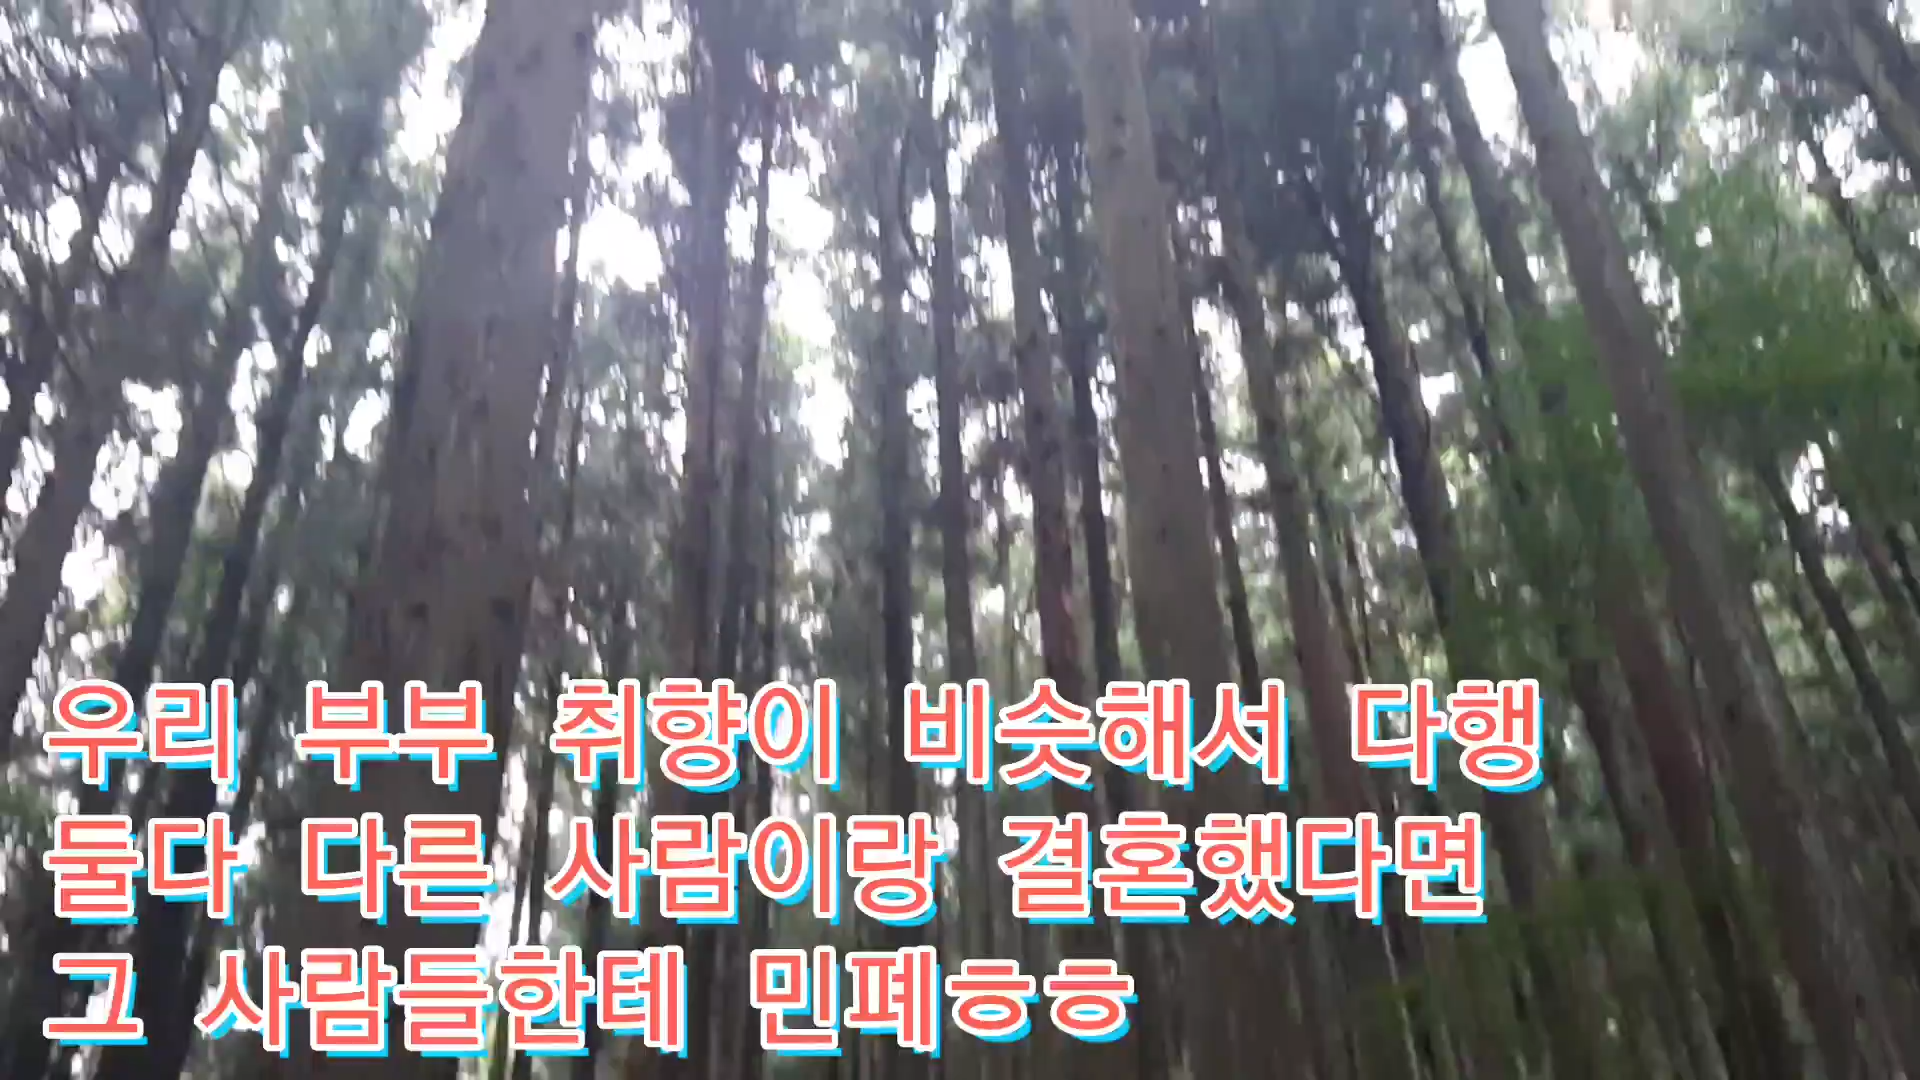 우리 부부 취향이 비슷해서 다행
둘다 다른 사람이랑 결혼했다면
그 사람들한테 민폐ㅎㅎ